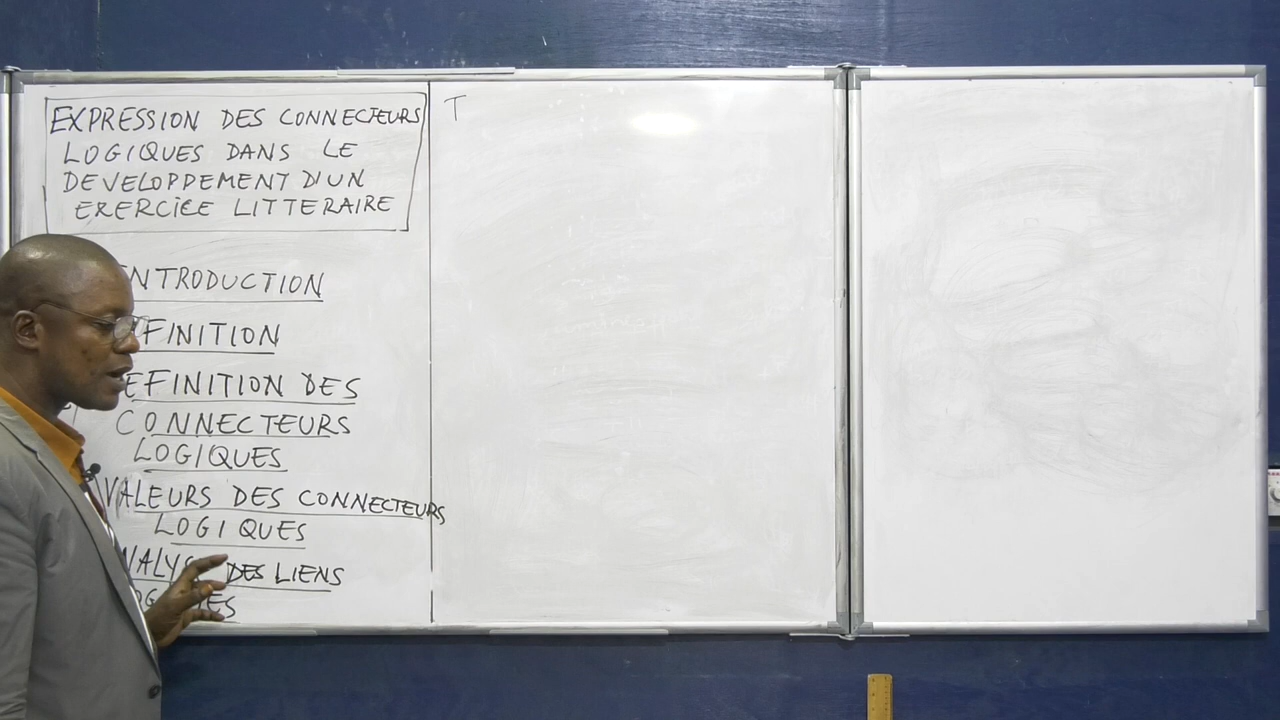 EXPRESSION DES CONNECTEURS
LOGIQUES DANS LE
DEVELOPPEMENT D'UN
EXERCICE LITTERAIRE
NTRODUCTION
FINITION
EFINITION DES
CONNECTEURS
LOGIQUES
VALEURS DES CONNECTEURS
LOGIQUES
DES LIENS
T